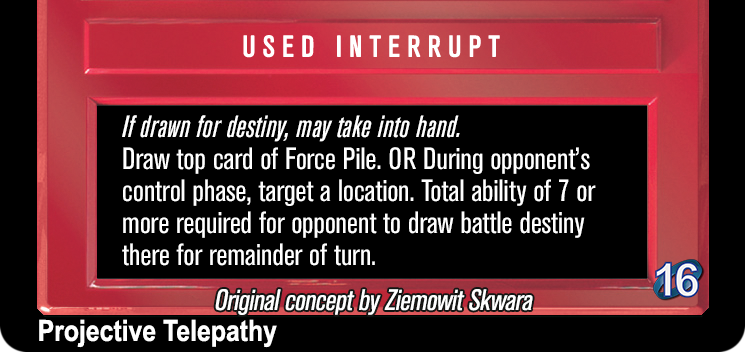 USED INTERRUPT
If drawn for destiny, may take into hand.
Draw top card of Force Pile. OR During opponent's
control phase, target a location. Total ability of 7 or
more required for opponent to draw battle destiny
there for remainder of turn.
16
Original concept by Ziemowit Skwara
Projective Telepathy